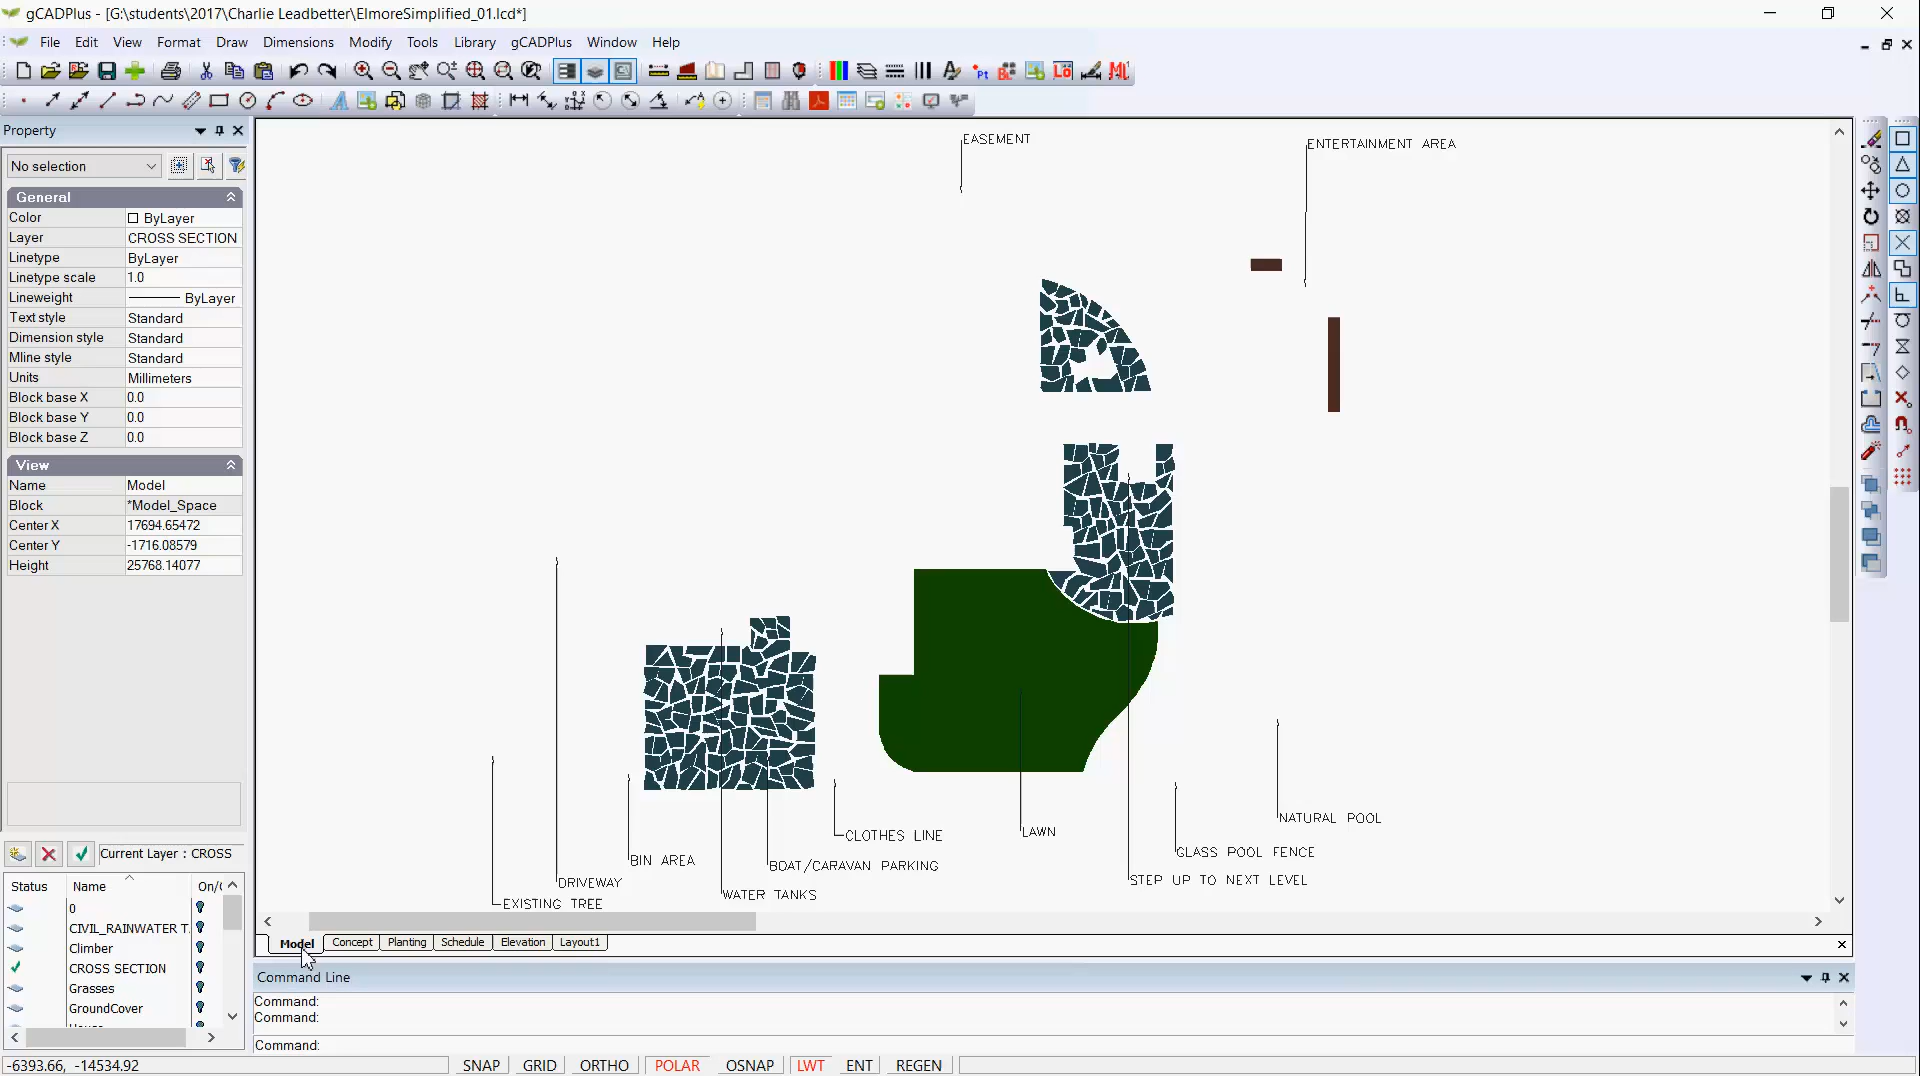 gCADPlus - [G:\students\2017\Charlie Leadbetter\ElmoreSimplified_01.lcd*]
File Edit View Format Draw Dimensions Modify Tools Library gCADPlus Window Help
Property
No selection
General
Color ByLayer
Layer CROSS SECTION
Linetype ByLayer
Linetype scale 1.0
Lineweight ByLayer
Text style Standard
Dimension style Standard
Mline style Standard
Units Millimeters
Block base X 0.0
Block base Y 0.0
Block base Z 0.0
View
Name Model
Block *Model_Space
Center X 17694.65472
Center Y -1716.08579
Height 25768.14077
Current Layer : CROSS
Status Name On/
0
CIVIL_RAINWATER T.
Climber
CROSS SECTION
Grasses
GroundCover
EASEMENT
ENTERTAINMENT AREA
NATURAL POOL
LAWN
CLOTHES LINE
GLASS POOL FENCE
BIN AREA
BOAT/CARAVAN PARKING
STEP UP TO NEXT LEVEL
DRIVEWAY
WATER TANKS
EXISTING TREE
Model Concept Planting Schedule Elevation Layout1
Command Line
Command:
Command:
Command:
-6393.66, -14534.92
SNAP GRID ORTHO POLAR OSNAP LWT ENT REGEN